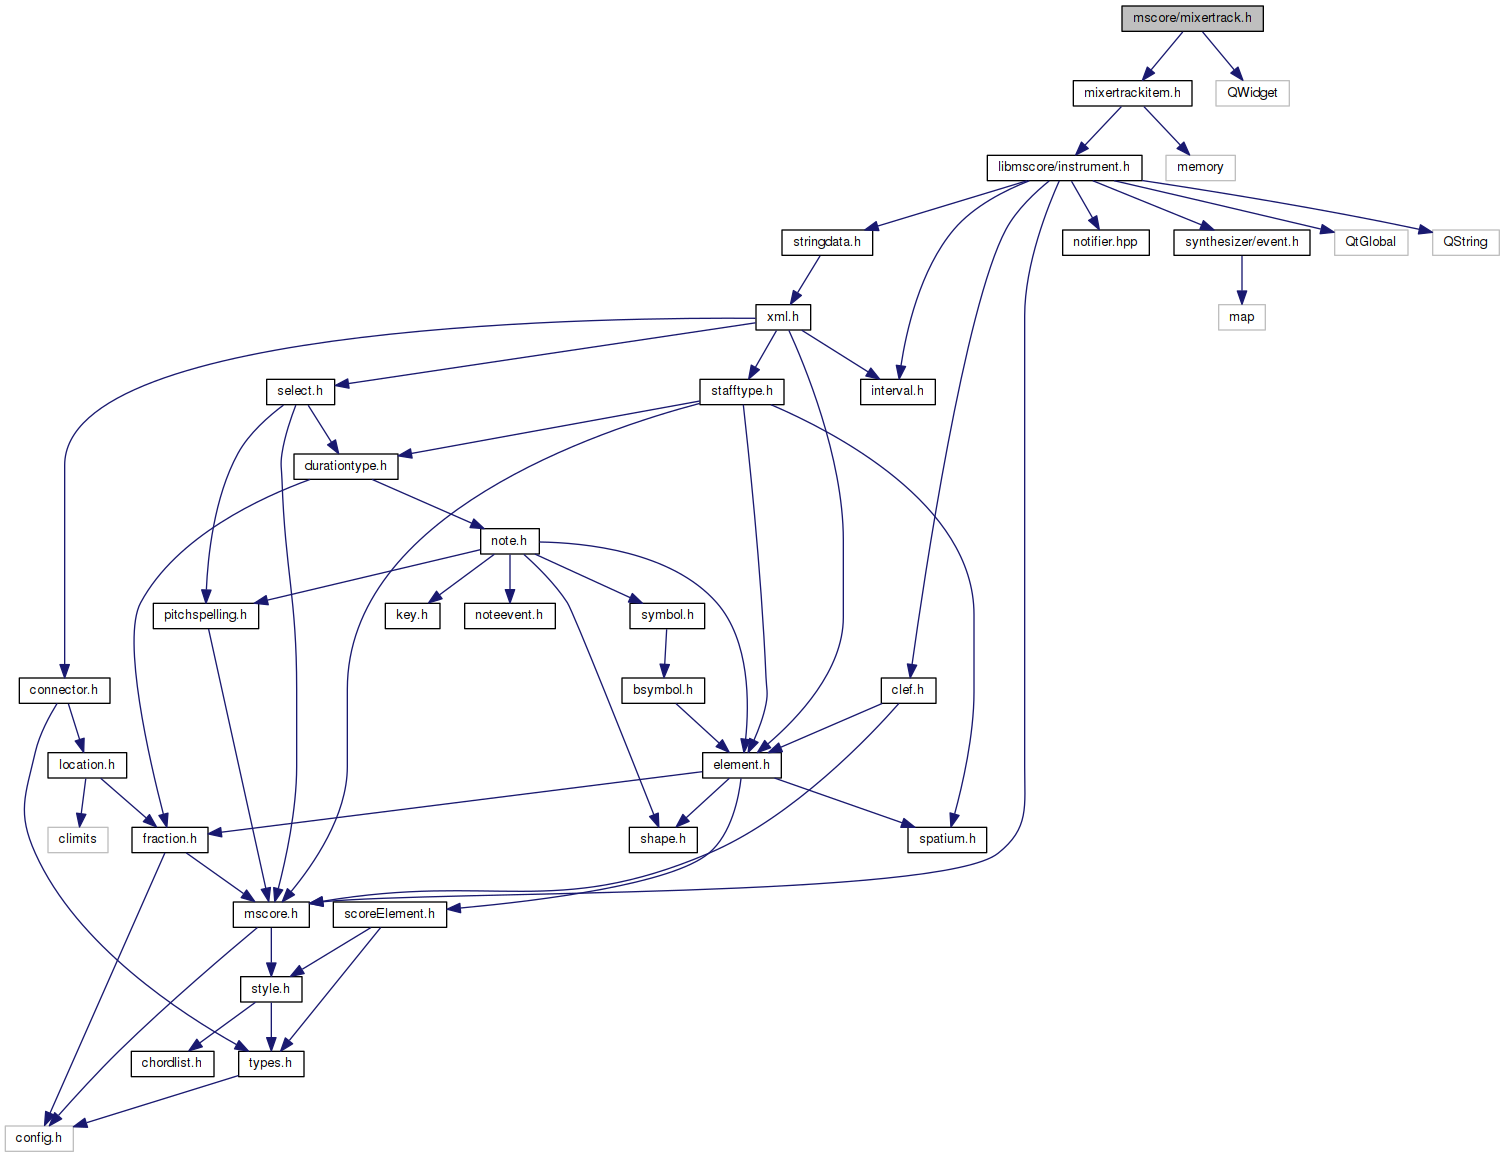 mscore/mixertrack.h
mixertrackitem.h
QWidget
libmscore/instrument.h
memory
stringdata.h
notifier.hpp
synthesizer/event.h
QtGlobal
QString
xml.h
map
select.h
stafftype.h
interval.h
durationtype.h
note.h
pitchspelling.h
key.h
noteevent.h
symbol.h
connector.h
bsymbol.h
clef.h
location.h
element.h
climits
fraction.h
shape.h
spatium.h
mscore.h
scoreElement.h
style.h
chordlist.h
types.h
config.h